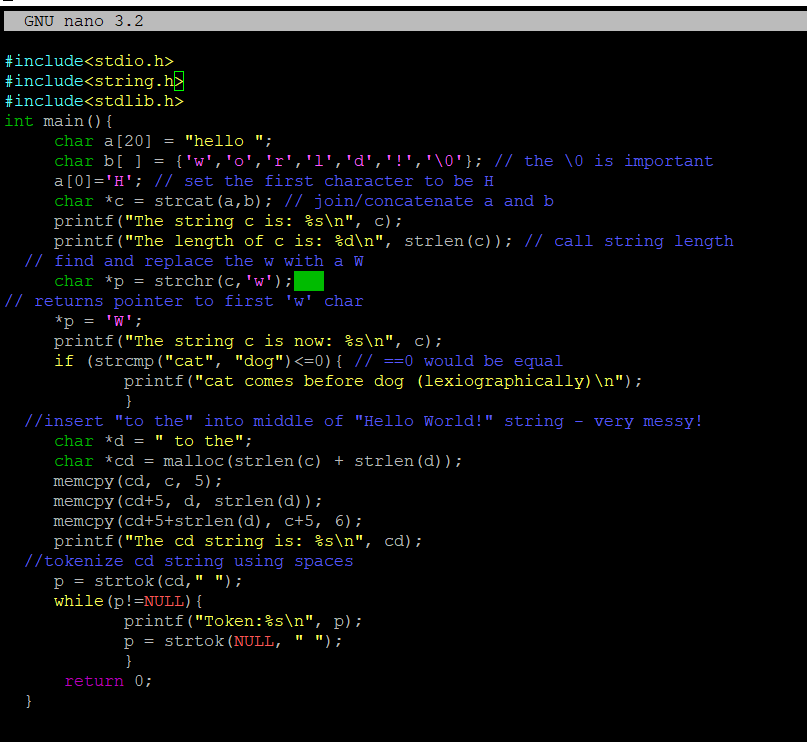 GNU nano 3.2
#include<stdio.h>
#include<string.h>
#include<stdlib.h>
int main(){
char a[20] = "hello ";
char b[ ] = {'w','o','r','l','d','!','\0'}; // the \0 is important
a[0]='H'; // set the first character to be H
char *c = strcat(a,b); // join/concatenate a and b
printf("The string c is: %s\n", c);
printf("The length of c is: %d\n", strlen(c)); // call string length
// find and replace the w with a W
char *p = strchr(c,'w');
// returns pointer to first 'w' char
*p = 'W';
printf("The string c is now: %s\n", c);
if (strcmp("cat", "dog")<=0){ // ==0 would be equal
printf("cat comes before dog (lexiographically)\n");
}
//insert "to the" into middle of "Hello World!" string - very messy!
char *d = " to the";
char *cd = malloc(strlen(c) + strlen(d));
memcpy(cd, c, 5);
memcpy(cd+5, d, strlen(d));
memcpy(cd+5+strlen(d), c+5, 6);
printf("The cd string is: %s\n", cd);
//tokenize cd string using spaces
p = strtok(cd," ");
while(p!=NULL){
printf("Token:%s\n", p);
p = strtok(NULL, " ");
}
return 0;
}